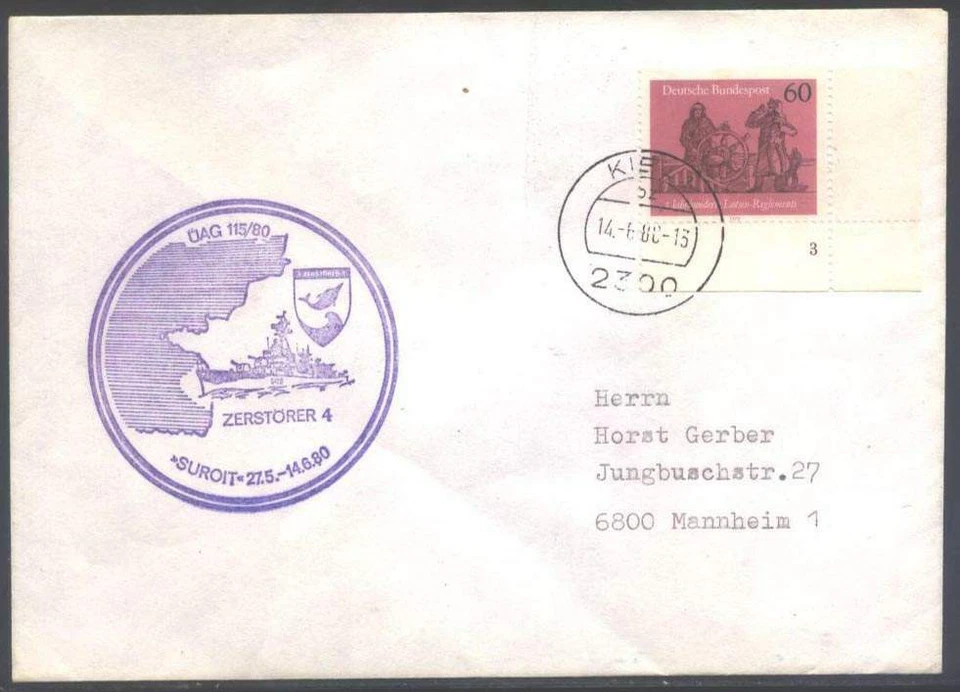 Deutsche Bundespost 60
Lotsen-Reglements
3
KIE
14.-6.80-15
2300
ÜAG 115/80
ZERSTÖRER 4
»SUROIT« 27.5.-14.6.80
Herrn
Horst Gerber
Jungbuschstr.27
6800 Mannheim 1